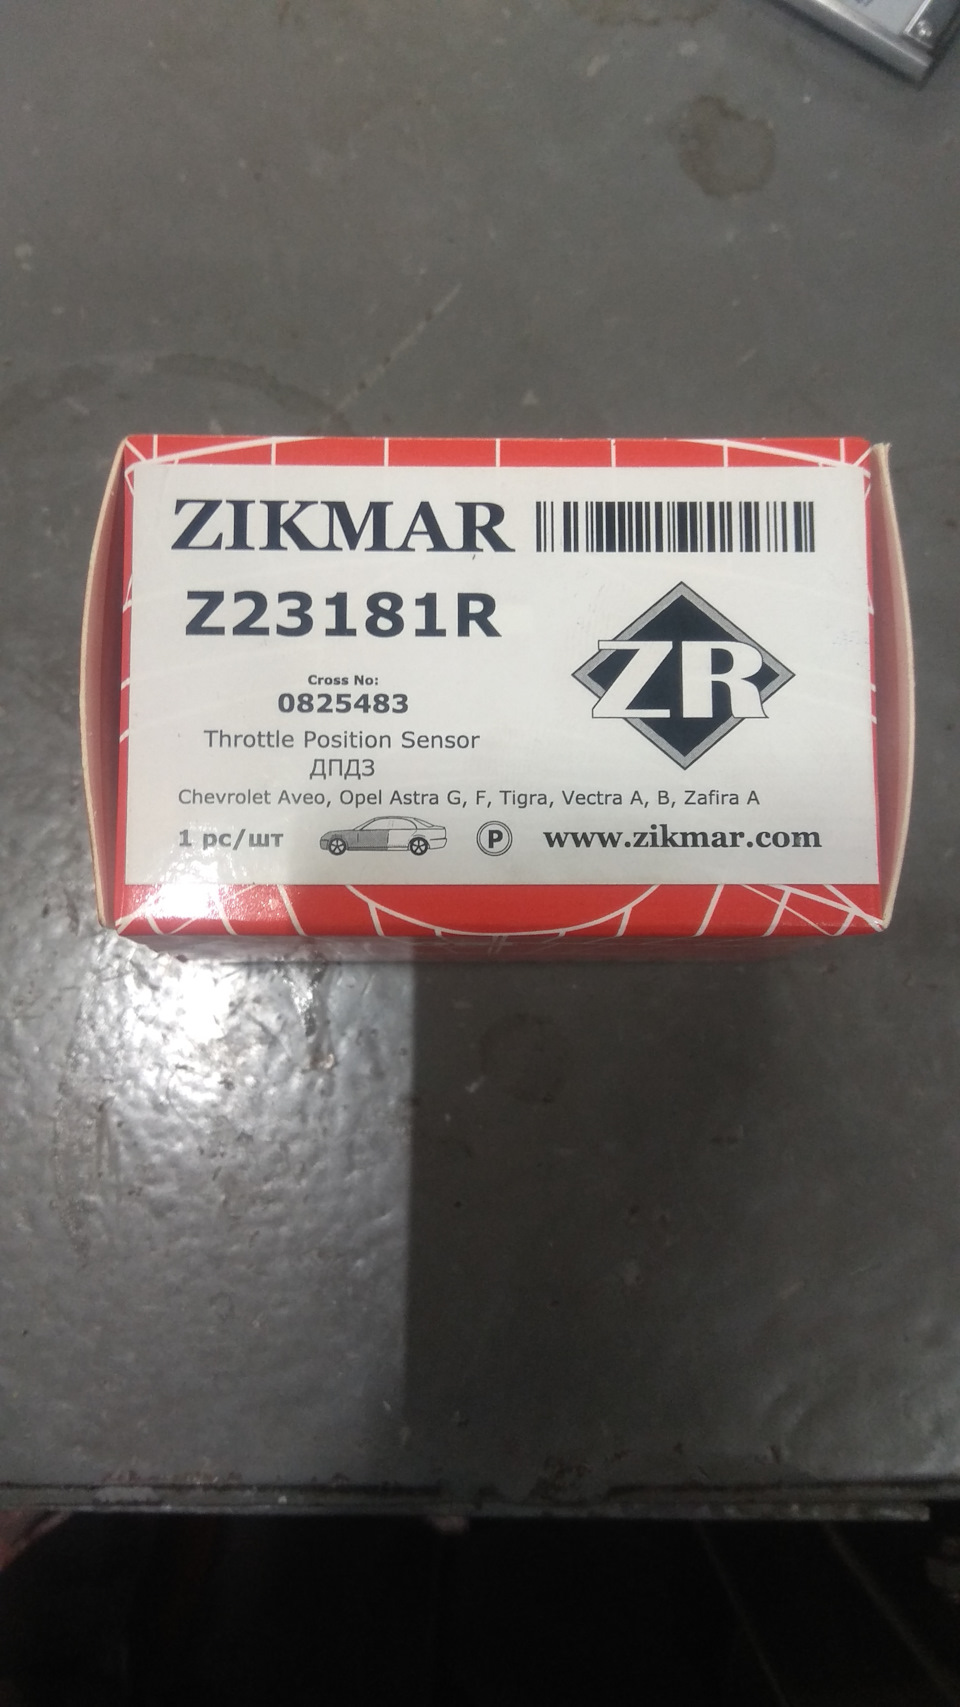 ZIKMAR
Z23181R
Cross No:
0825483
Throttle Position Sensor
ДПДЗ
ZR
Chevrolet Aveo, Opel Astra G, F, Tigra, Vectra A, B, Zafira A
1 pc/шт
P
www.zikmar.com